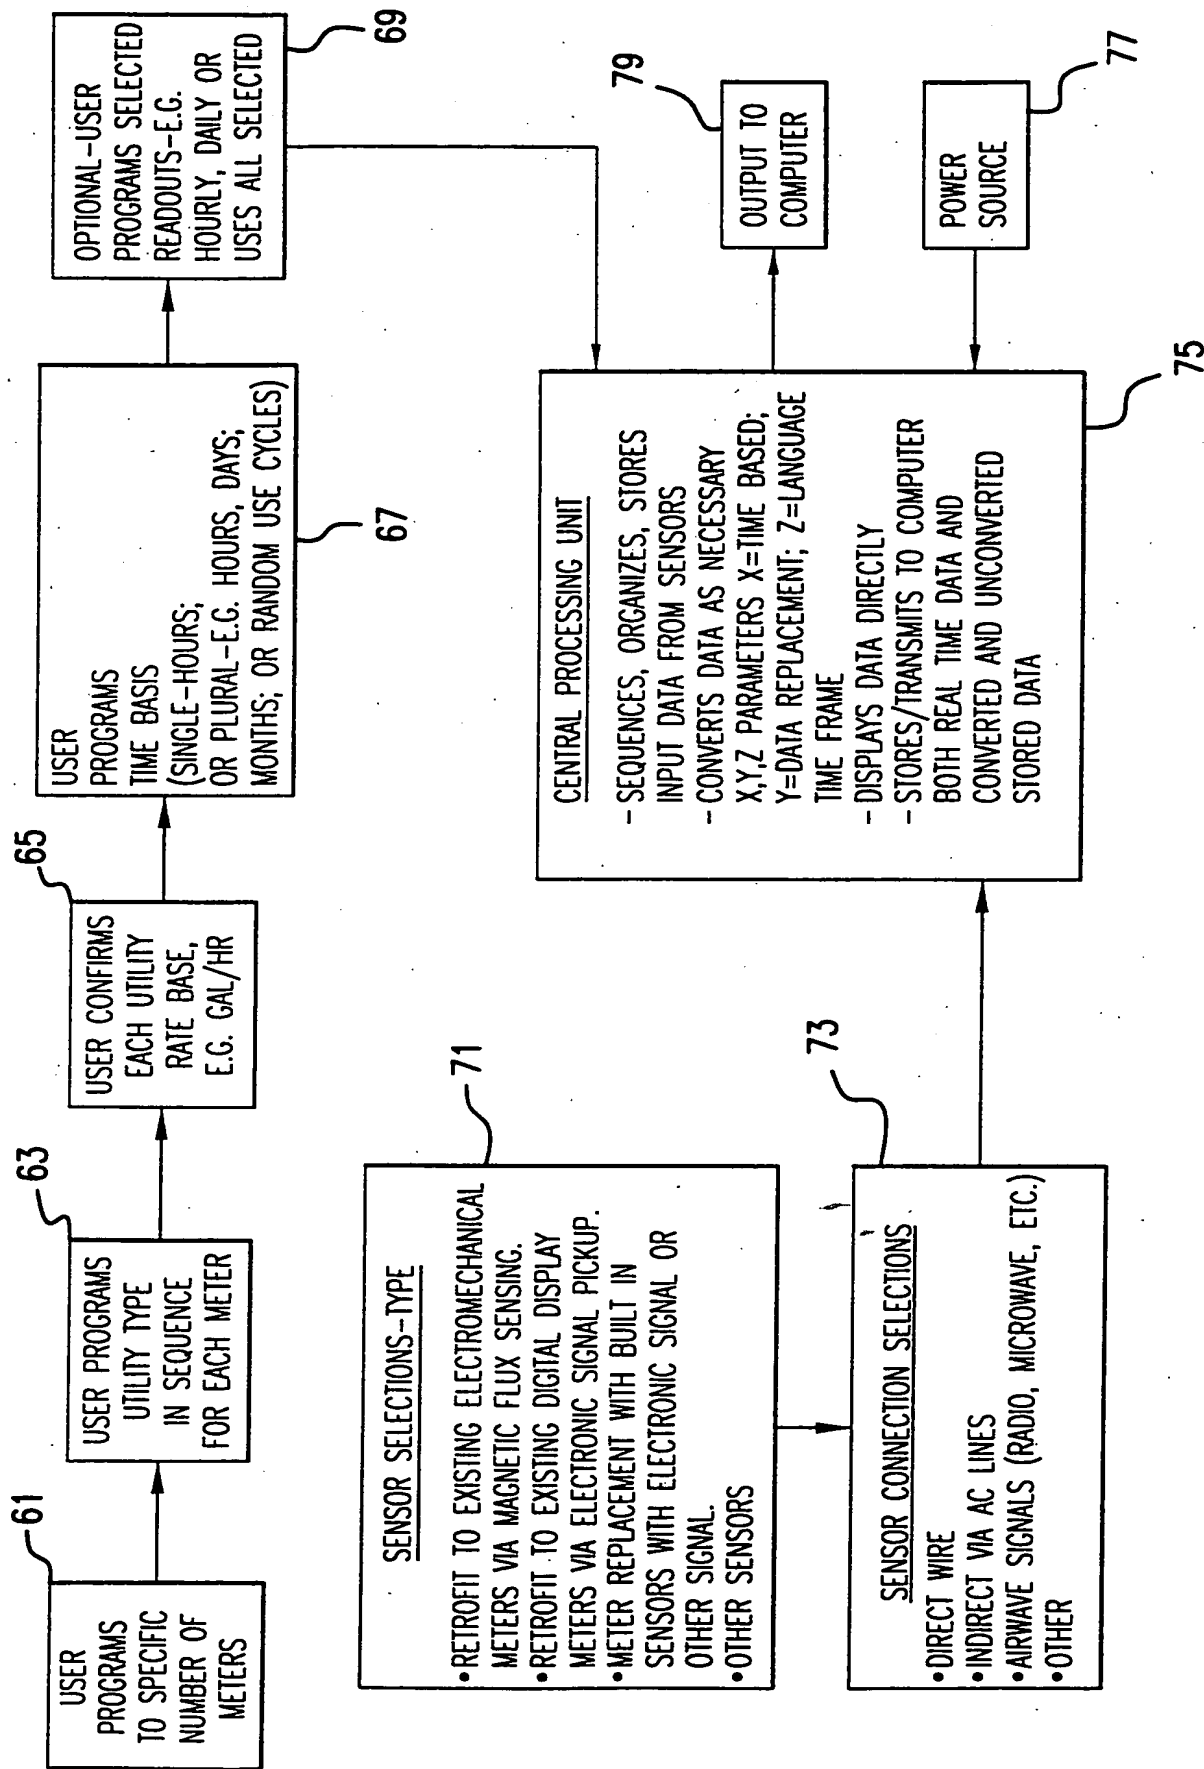 61
USER
PROGRAMS
TO SPECIFIC
NUMBER OF
METERS
63
USER PROGRAMS
UTILITY TYPE
IN SEQUENCE
FOR EACH METER
65
USER CONFIRMS
EACH UTILITY
RATE BASE,
E.G. GAL/HR
USER
PROGRAMS
TIME BASIS
(SINGLE-HOURS;
OR PLURAL-E.G. HOURS, DAYS;
MONTHS; OR RANDOM USE CYCLES)
67
OPTIONAL-USER
PROGRAMS SELECTED
READOUTS-E.G.
HOURLY, DAILY OR
USES ALL SELECTED
69
SENSOR SELECTIONS-TYPE
•RETROFIT TO EXISTING ELECTROMECHANICAL
METERS VIA MAGNETIC FLUX SENSING.
•RETROFIT TO EXISTING DIGITAL DISPLAY
METERS VIA ELECTRONIC SIGNAL PICKUP.
•METER REPLACEMENT WITH BUILT IN
SENSORS WITH ELECTRONIC SIGNAL OR
OTHER SIGNAL.
•OTHER SENSORS
71
SENSOR CONNECTION SELECTIONS
•DIRECT WIRE
•INDIRECT VIA AC LINES
•AIRWAVE SIGNALS (RADIO, MICROWAVE, ETC.)
•OTHER
73
CENTRAL PROCESSING UNIT
-SEQUENCES, ORGANIZES, STORES
INPUT DATA FROM SENSORS
-CONVERTS DATA AS NECESSARY
X,Y,Z PARAMETERS X=TIME BASED;
Y=DATA REPLACEMENT; Z=LANGUAGE
TIME FRAME
-DISPLAYS DATA DIRECTLY
-STORES/TRANSMITS TO COMPUTER
BOTH REAL TIME DATA AND
CONVERTED AND UNCONVERTED
STORED DATA
75
79
OUTPUT TO
COMPUTER
POWER
SOURCE
77